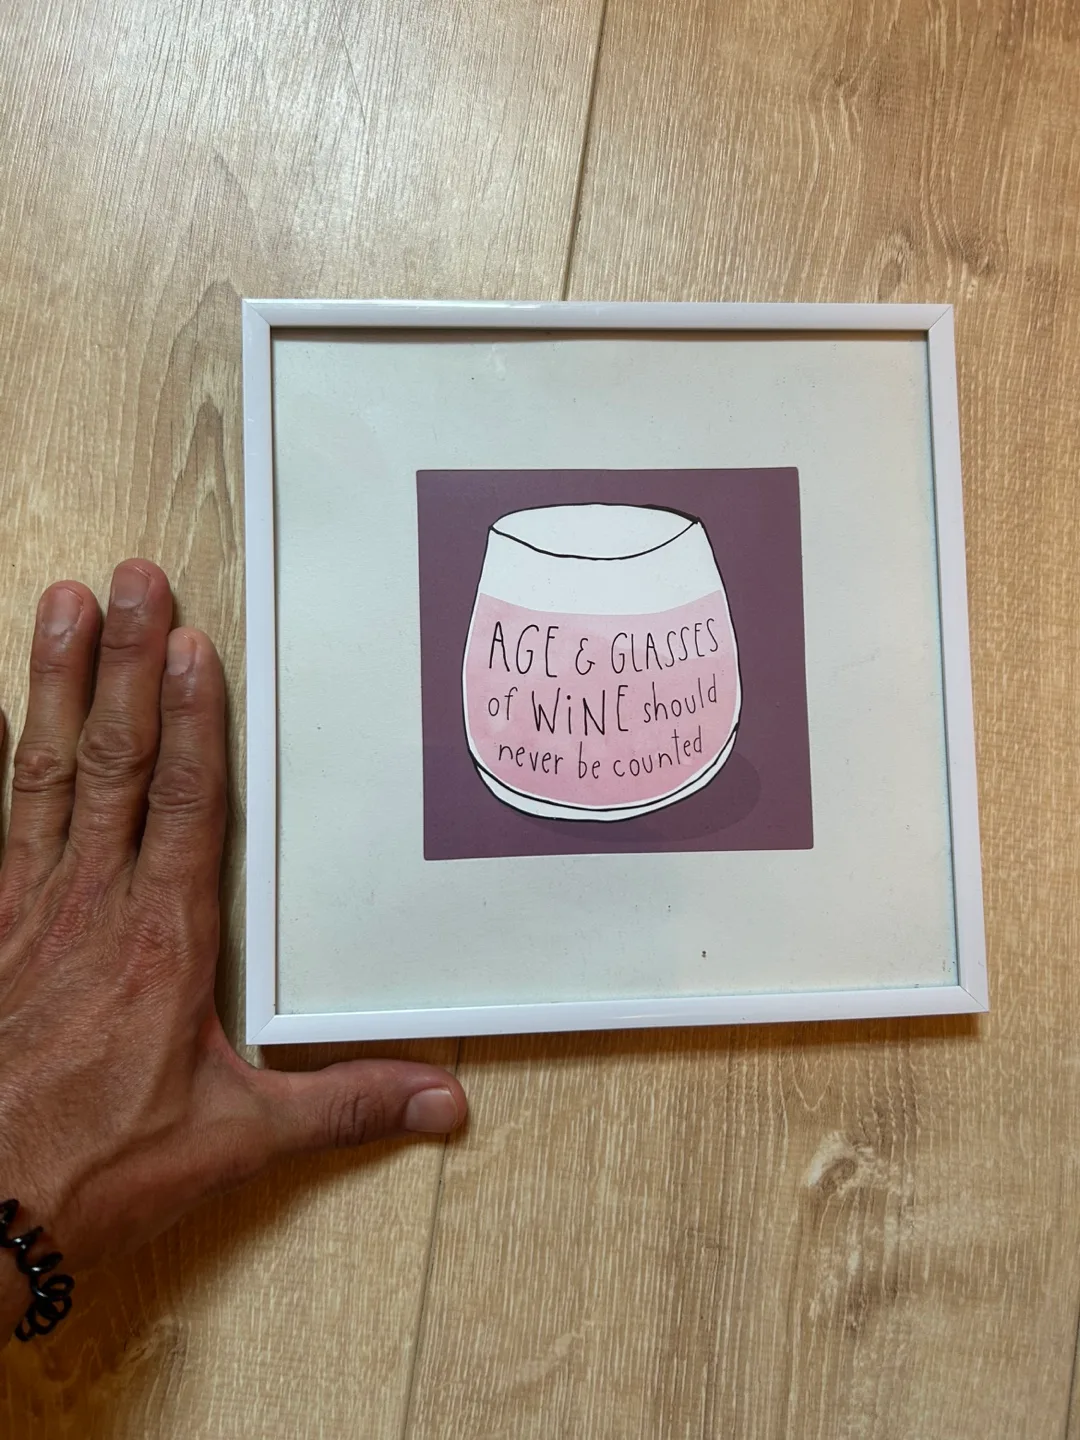 AGE & GLASSES
of WiNE should
never be counted